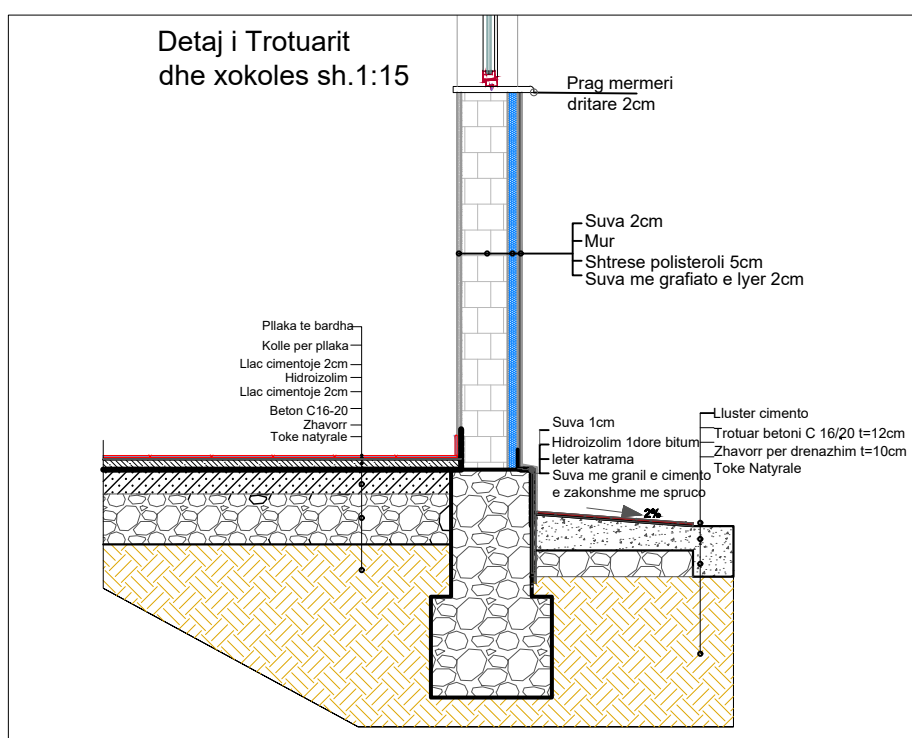 Detaj i Trotuarit
dhe xokoles sh.1:15
Prag mermeri
dritare 2cm
Suva 2cm
Mur
Shtrese polisteroli 5cm
Suva me grafiato e lyer 2cm
Pllaka te bardha
Kolle per pllaka
Llac cimentoje 2cm
Hidroizolim
Llac cimentoje 2cm
Beton C16-20
Zhavorr
Toke natyrale
Suva 1cm
Hidroizolim 1dore bitum
leter katrama
Suva me granil e cimento
e zakonshme me spruco
2%
Lluster cimento
Trotuar betoni C 16/20 t=12cm
Zhavorr per drenazhim t=10cm
Toke Natyrale